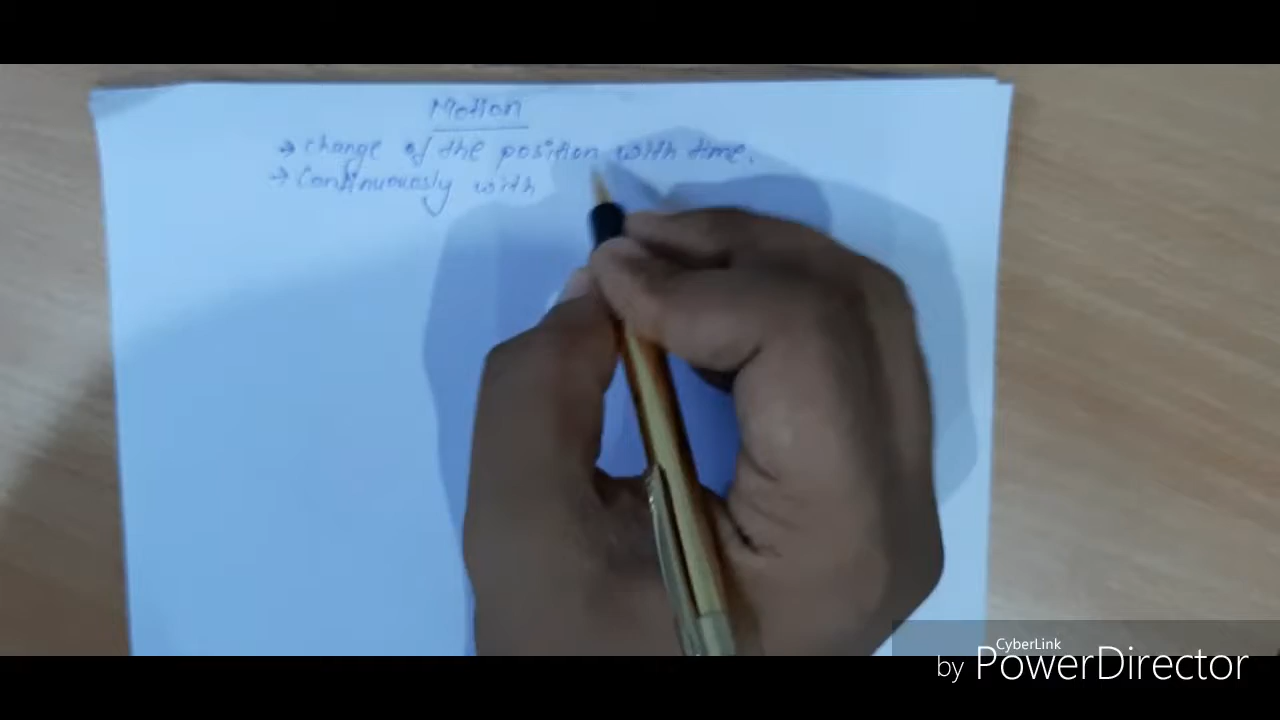 Motion
→ change of the position with time.
→ Continuously with
CyberLink
by PowerDirector